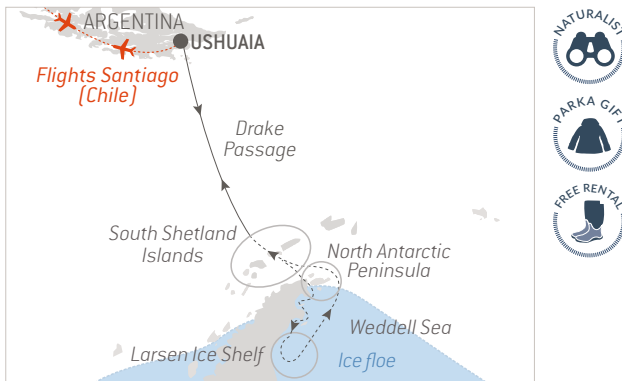 ARGENTINA
USHUAIA
Flights Santiago
(Chile)
Drake
Passage
South Shetland
Islands
North Antarctic
Peninsula
Weddell Sea
Larsen Ice Shelf
Ice floe
NATURALIST
PARKA GIFT
FREE RENTAL